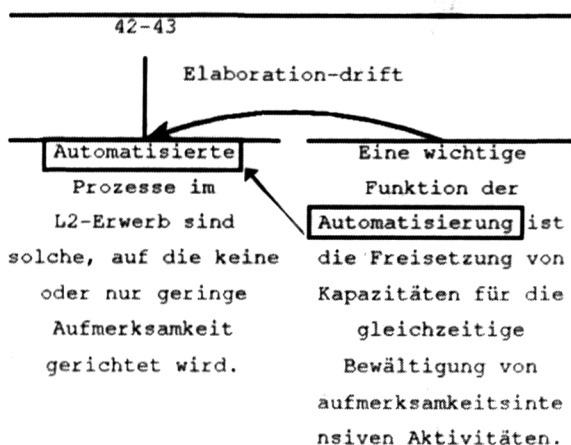 42-43
Elaboration-drift
Automatisierte
Prozesse im
L2-Erwerb sind
solche, auf die keine
oder nur geringe
Aufmerksamkeit
gerichtet wird.
Eine wichtige
Funktion der
Automatisierung ist
die Freisetzung von
Kapazitäten für die
gleichzeitige
Bewältigung von
aufmerksamkeitsinte
nsiven Aktivitäten.